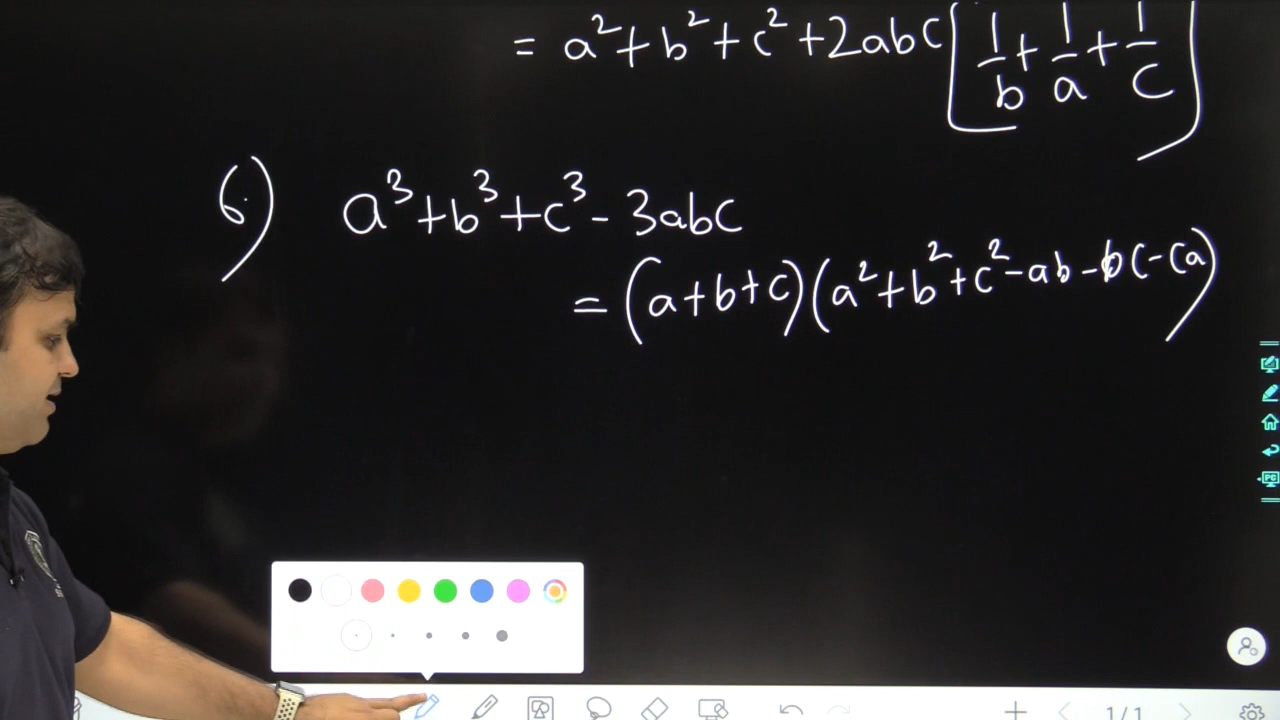 = a² + b² + c² + 2abc [1/b + 1/a + 1/c]
6.) a³ + b³ + c³ - 3abc
= (a + b + c)(a² + b² + c² - ab - bc - ca)
PC
1/1